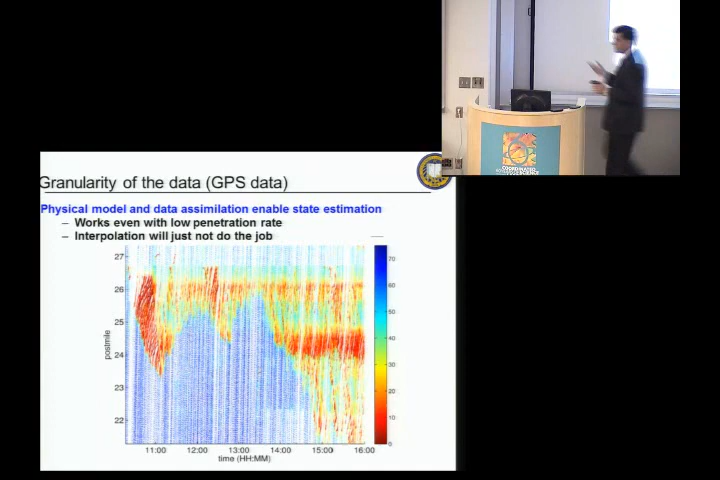 Granularity of the data (GPS data)
Physical model and data assimilation enable state estimation
– Works even with low penetration rate
– Interpolation will just not do the job
27
26
25
24
23
22
postmile
11:00 12:00 13:00 14:00 15:00 16:00
time (HH:MM)
70
60
50
40
30
20
10
0
COORDINATED
SCIENCE